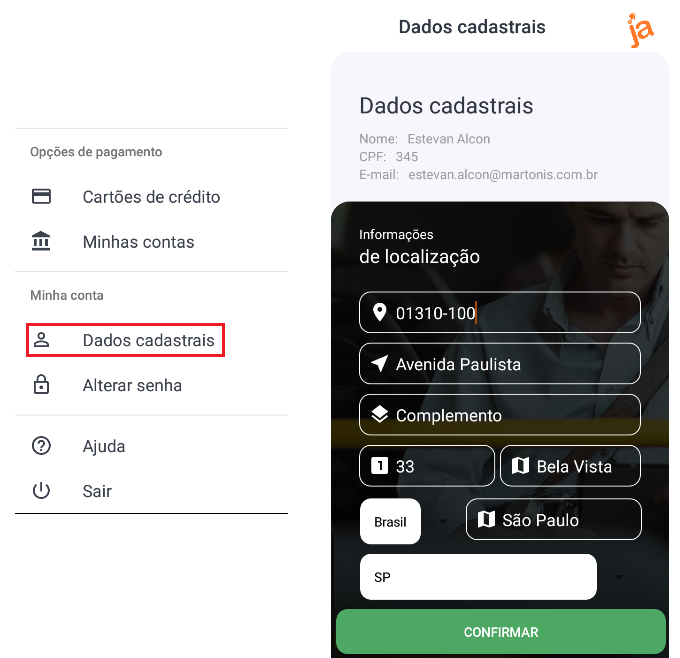 Opções de pagamento
Cartões de crédito
Minhas contas
Minha conta
Dados cadastrais
Alterar senha
Ajuda
Sair
Dados cadastrais
ja
Dados cadastrais
Nome: Estevan Alcon
CPF: 345
E-mail: estevan.alcon@martonis.com.br
Informações
de localização
01310-100
Avenida Paulista
Complemento
1 33
Bela Vista
Brasil
São Paulo
SP
CONFIRMAR